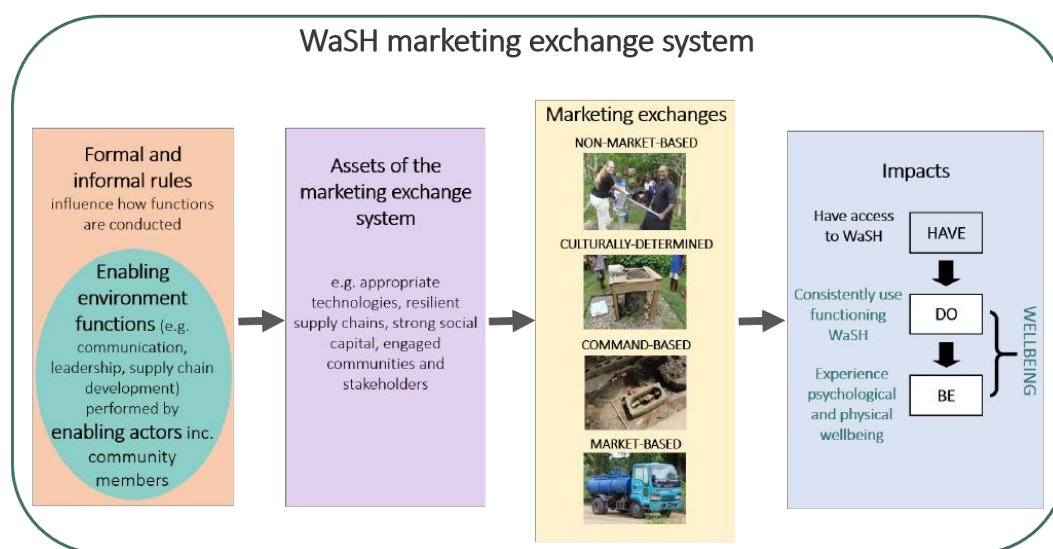 WaSH marketing exchange system
Formal and
informal rules
influence how functions
are conducted
Enabling
environment
functions (e.g.
communication,
leadership, supply chain
development)
performed by
enabling actors inc.
community
members
Assets of the
marketing exchange
system
e.g. appropriate
technologies, resilient
supply chains, strong social
capital, engaged
communities and
stakeholders
Marketing exchanges
NON-MARKET-BASED
CULTURALLY-DETERMINED
COMMAND-BASED
MARKET-BASED
Impacts
Have access
to WaSH
HAVE
Consistently use
functioning
WaSH
DO
Experience
psychological
and physical
wellbeing
BE
WELLBEING